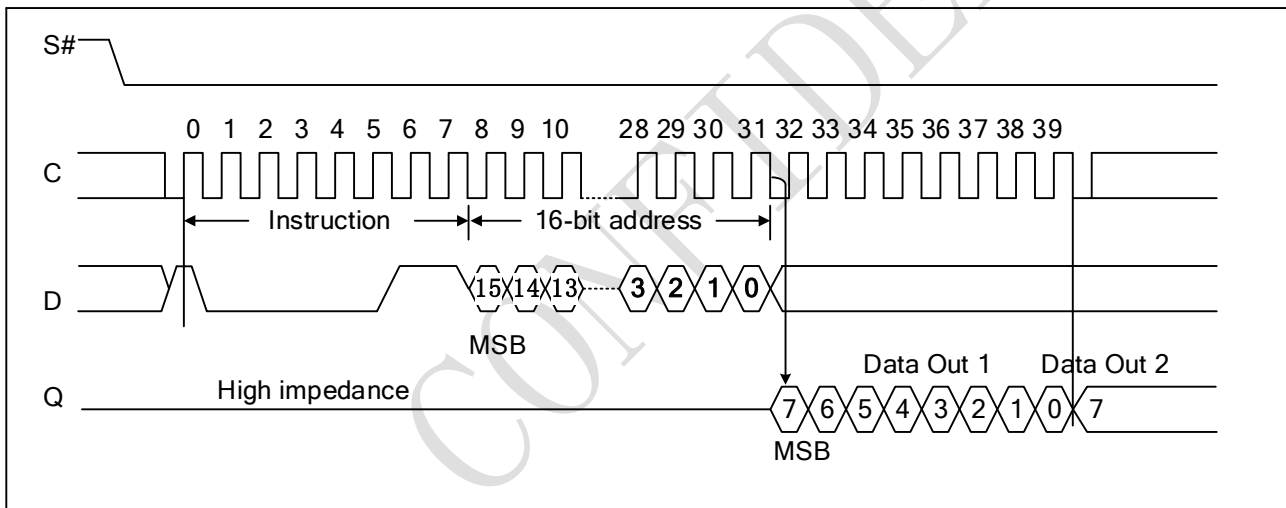 S#
0 1 2 3 4 5 6 7 8 9 10 28 29 30 31 32 33 34 35 36 37 38 39
C
Instruction 16-bit address
D 15 14 13 3 2 1 0
MSB
Data Out 1 Data Out 2
High impedance
Q 7 6 5 4 3 2 1 0 7
MSB
CONFIDE